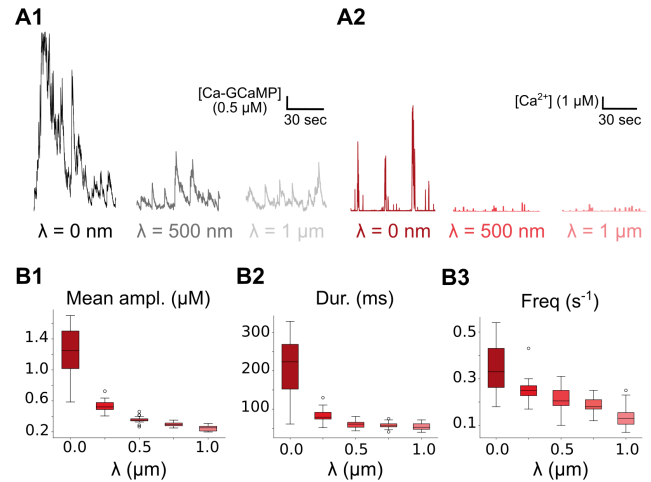 A1
A2
[Ca-GCaMP]
(0.5 µM)
30 sec
[Ca²⁺] (1 µM)
30 sec
λ = 0 nm
λ = 500 nm
λ = 1 µm
λ = 0 nm
λ = 500 nm
λ = 1 µm
B1
B2
B3
Mean ampl. (µM)
Dur. (ms)
Freq (s⁻¹)
1.4
1.0
0.6
0.2
0.0
0.5
1.0
λ (µm)
300
200
100
0.0
0.5
1.0
λ (µm)
0.5
0.3
0.1
0.0
0.5
1.0
λ (µm)